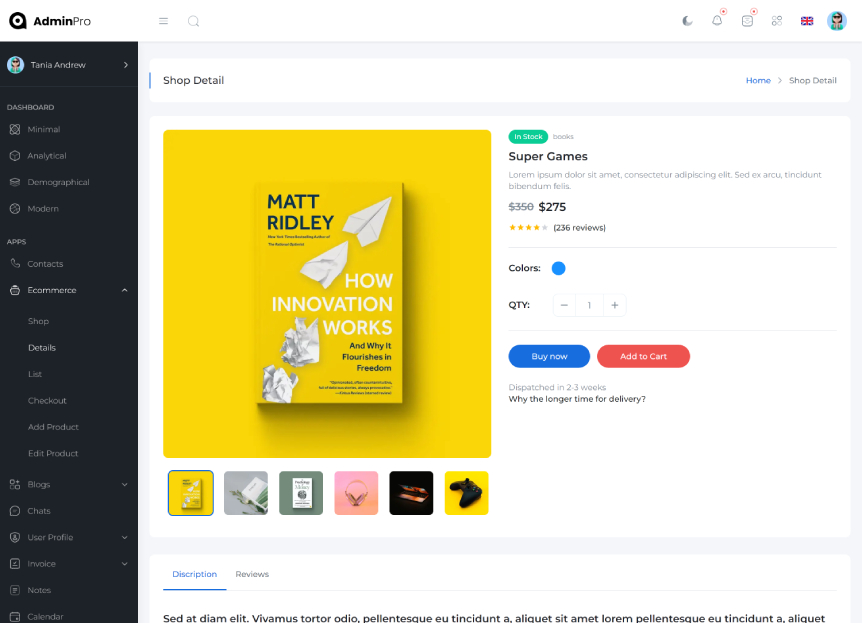 AdminPro
Tania Andrew
DASHBOARD
Minimal
Analytical
Demographical
Modern
APPS
Contacts
Ecommerce
Shop
Details
List
Checkout
Add Product
Edit Product
Blogs
Chats
User Profile
Invoice
Notes
Calendar
Shop Detail
Home
Shop Detail
MATT
RIDLEY
New York Times Bestselling Author of
The Rational Optimist
HOW
INNOVATION
WORKS
And Why It
Flourishes in
Freedom
In Stock
books
Super Games
Lorem ipsum dolor sit amet, consectetur adipiscing elit. Sed ex arcu, tincidunt
bibendum felis.
$350 $275
(236 reviews)
Colors:
QTY:
1
Buy now
Add to Cart
Dispatched in 2-3 weeks
Why the longer time for delivery?
Discription
Reviews
Sed at diam elit. Vivamus tortor odio, pellentesque eu tincidunt a, aliquet sit amet lorem pellentesque eu tincidunt a, aliquet